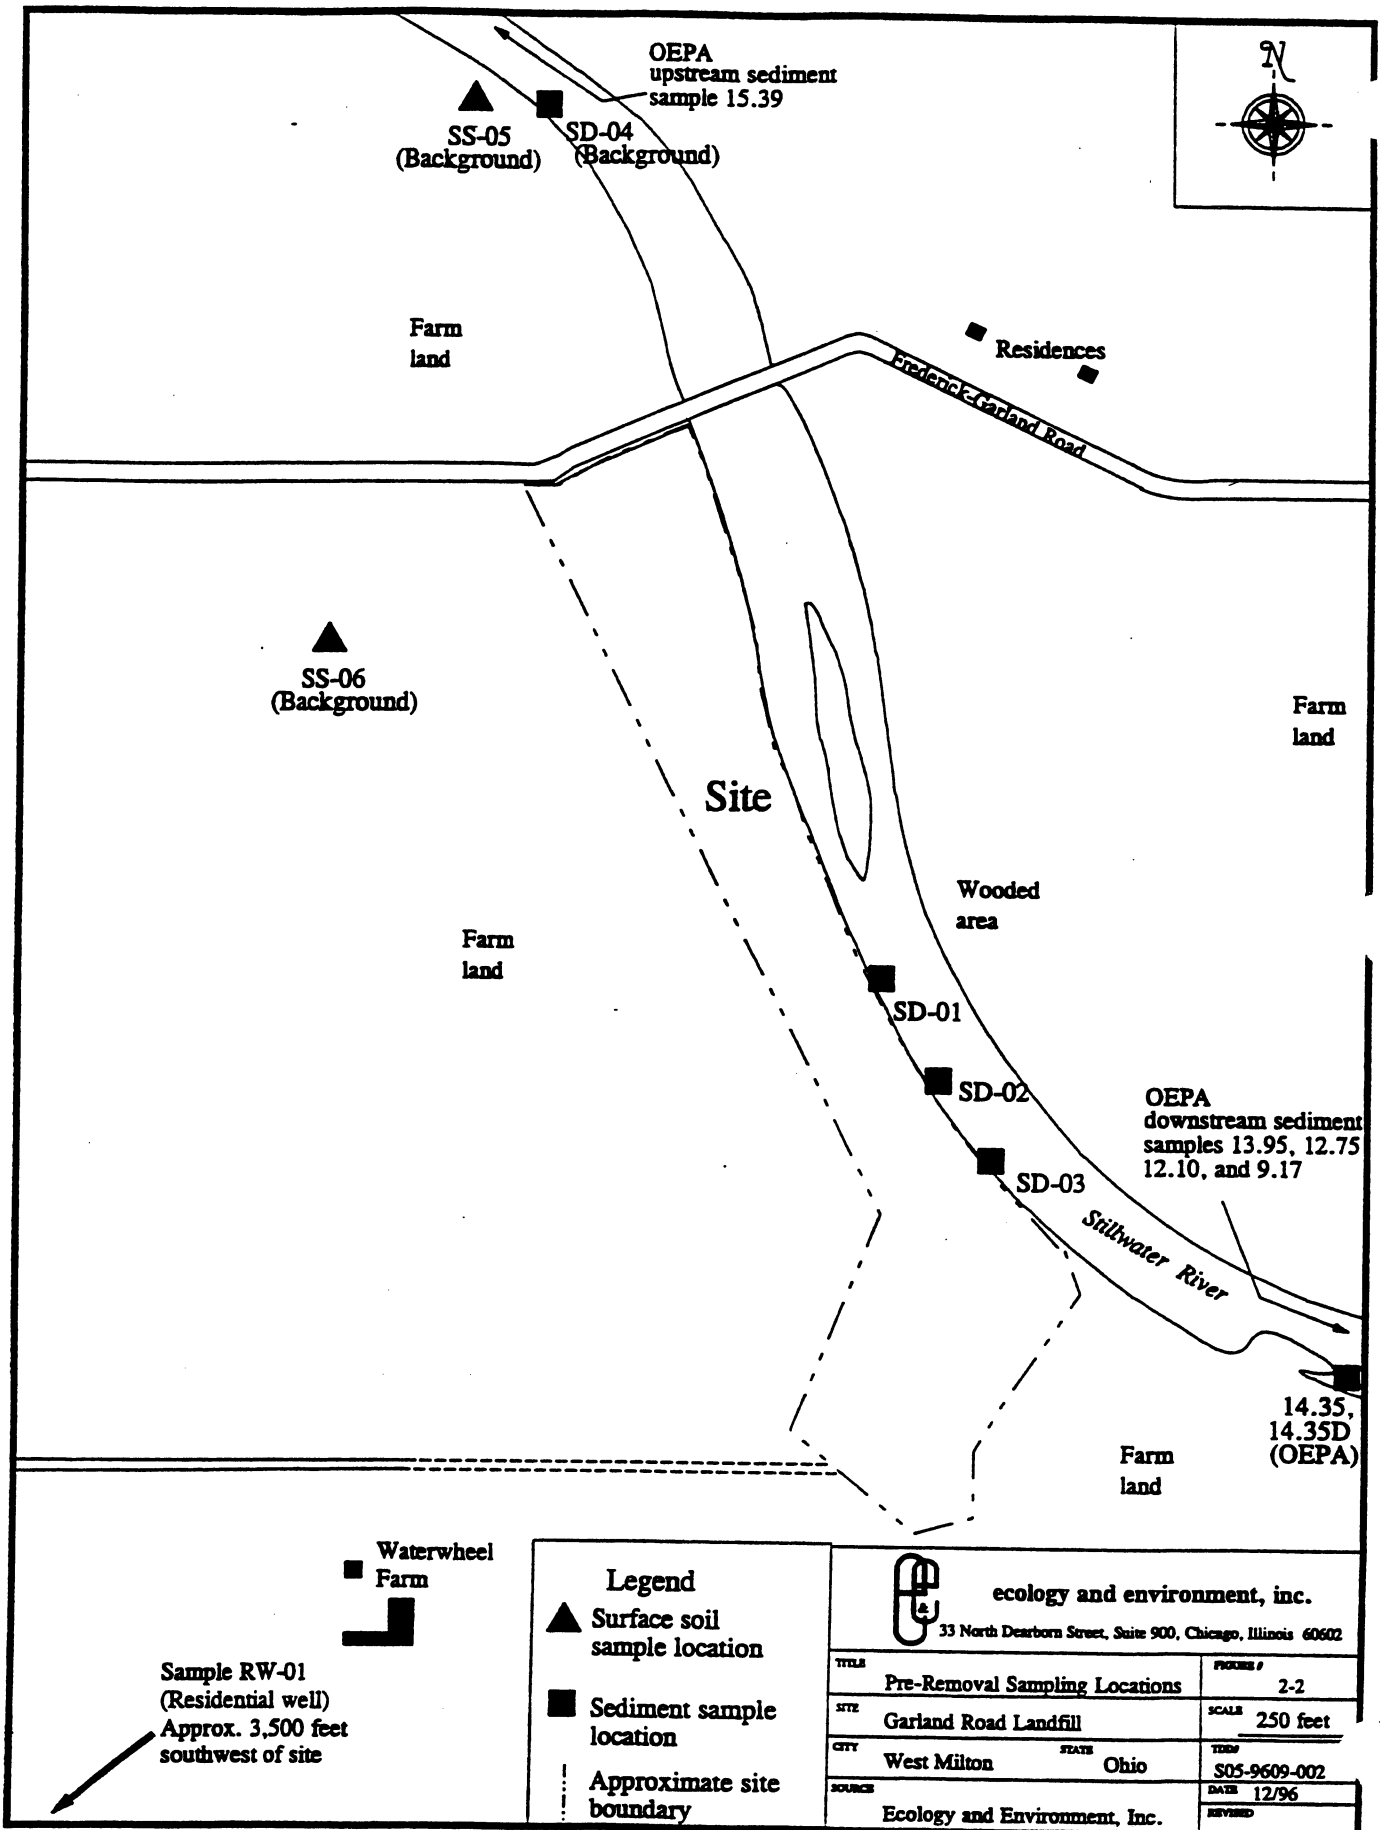 N
OEPA
upstream sediment
sample 15.39
SS-05
(Background)
SD-04
(Background)
Farm
land
Residences
Frederick-Garland Road
SS-06
(Background)
Farm
land
Site
Wooded
area
Farm
land
SD-01
SD-02
OEPA
downstream sediment
samples 13.95, 12.75
12.10, and 9.17
SD-03
Stillwater River
14.35,
14.35D
(OEPA)
Farm
land
Waterwheel
Farm
Sample RW-01
(Residential well)
Approx. 3,500 feet
southwest of site
Legend
Surface soil
sample location
Sediment sample
location
Approximate site
boundary
E
&
ecology and environment, inc.
33 North Dearborn Street, Suite 900, Chicago, Illinois 60602
TITLE
Pre-Removal Sampling Locations
FIGURE #
2-2
SITE
Garland Road Landfill
SCALE
250 feet
CITY
West Milton
STATE
Ohio
TDD#
S05-9609-002
SOURCE
Ecology and Environment, Inc.
DATE 12/96
REVISED